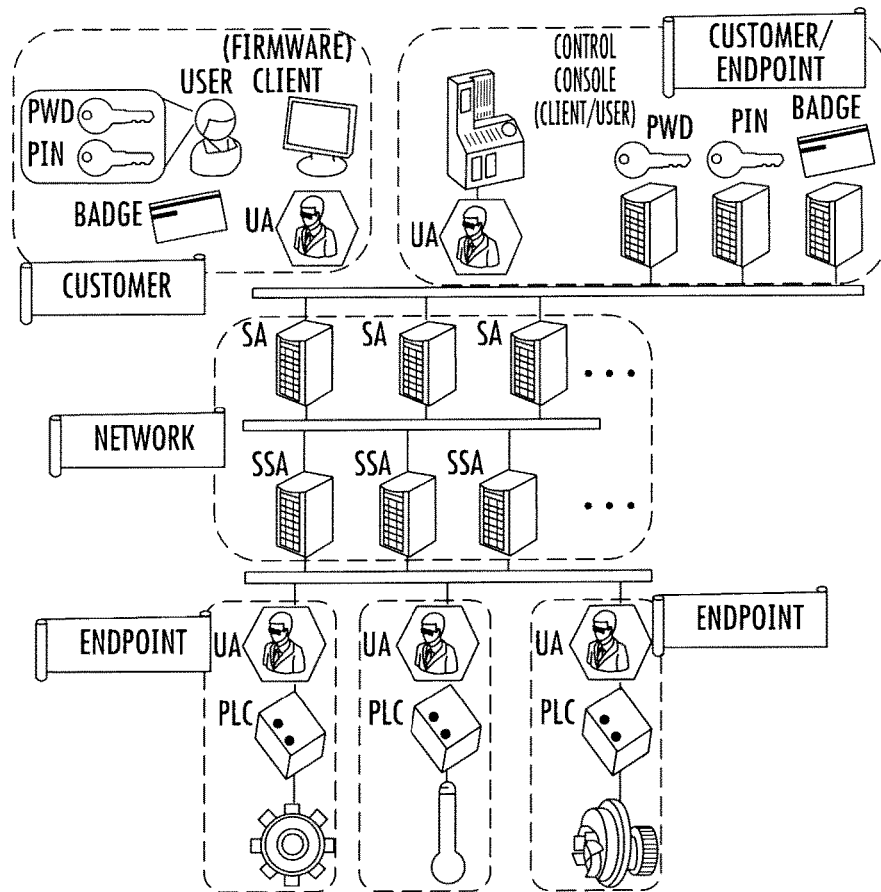 (FIRMWARE)
USER CLIENT
PWD
PIN
BADGE
UA
CUSTOMER
CONTROL
CONSOLE
(CLIENT/USER)
CUSTOMER/
ENDPOINT
PWD
PIN
BADGE
UA
SA
SA
SA
NETWORK
SSA
SSA
SSA
ENDPOINT
UA
UA
UA
ENDPOINT
PLC
PLC
PLC